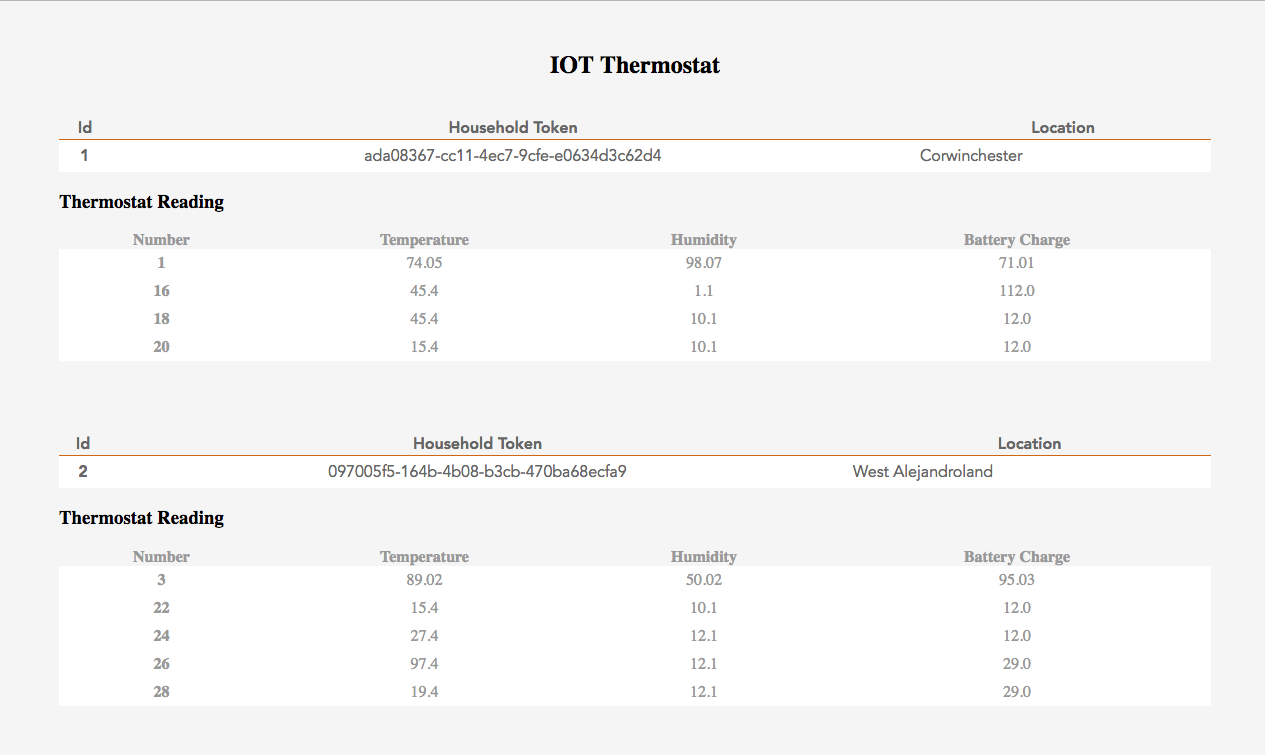 IOT Thermostat
Id Household Token Location
1 ada08367-cc11-4ec7-9cfe-e0634d3c62d4 Corwinchester
Thermostat Reading
Number Temperature Humidity Battery Charge
1 74.05 98.07 71.01
16 45.4 1.1 112.0
18 45.4 10.1 12.0
20 15.4 10.1 12.0
Id Household Token Location
2 097005f5-164b-4b08-b3cb-470ba68ecfa9 West Alejandroland
Thermostat Reading
Number Temperature Humidity Battery Charge
3 89.02 50.02 95.03
22 15.4 10.1 12.0
24 27.4 12.1 12.0
26 97.4 12.1 29.0
28 19.4 12.1 29.0